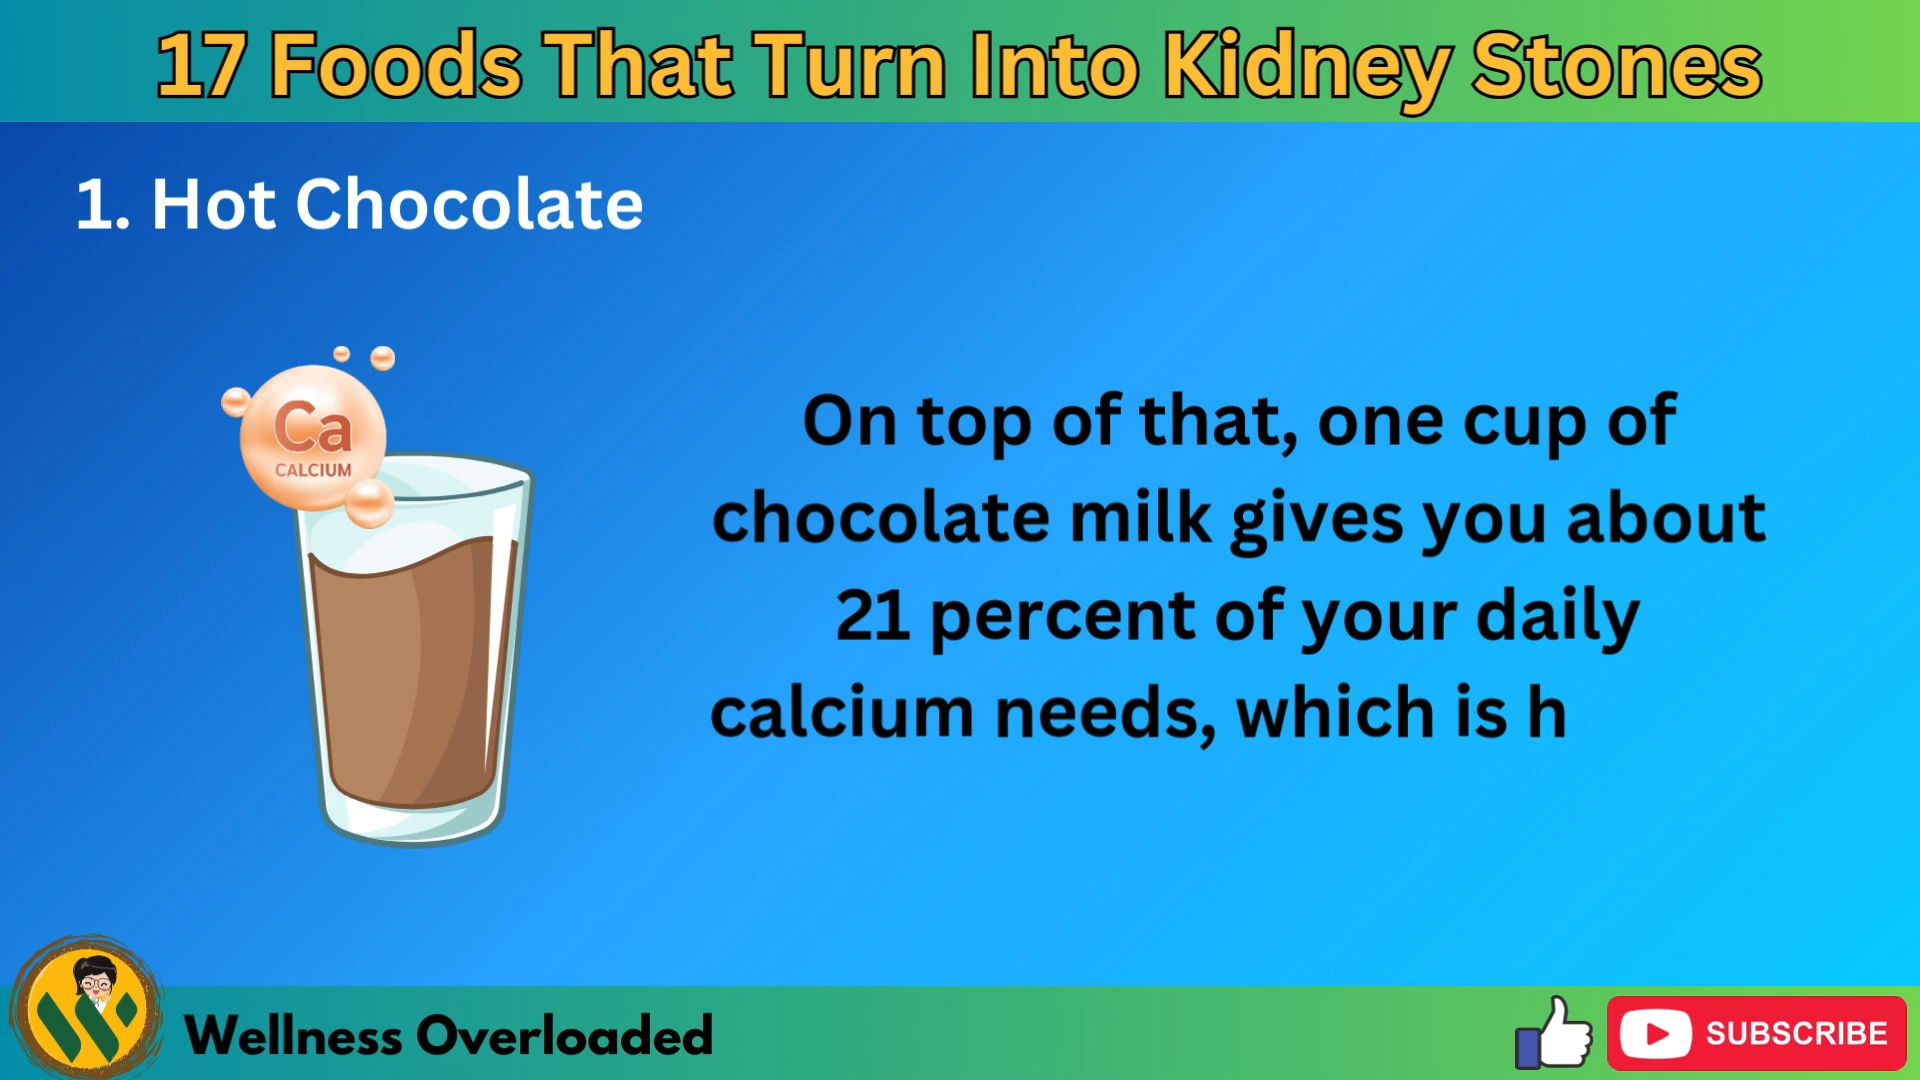 17 Foods That Turn Into Kidney Stones
1. Hot Chocolate
Ca
CALCIUM
On top of that, one cup of
chocolate milk gives you about
21 percent of your daily
calcium needs, which is h
Wellness Overloaded
SUBSCRIBE